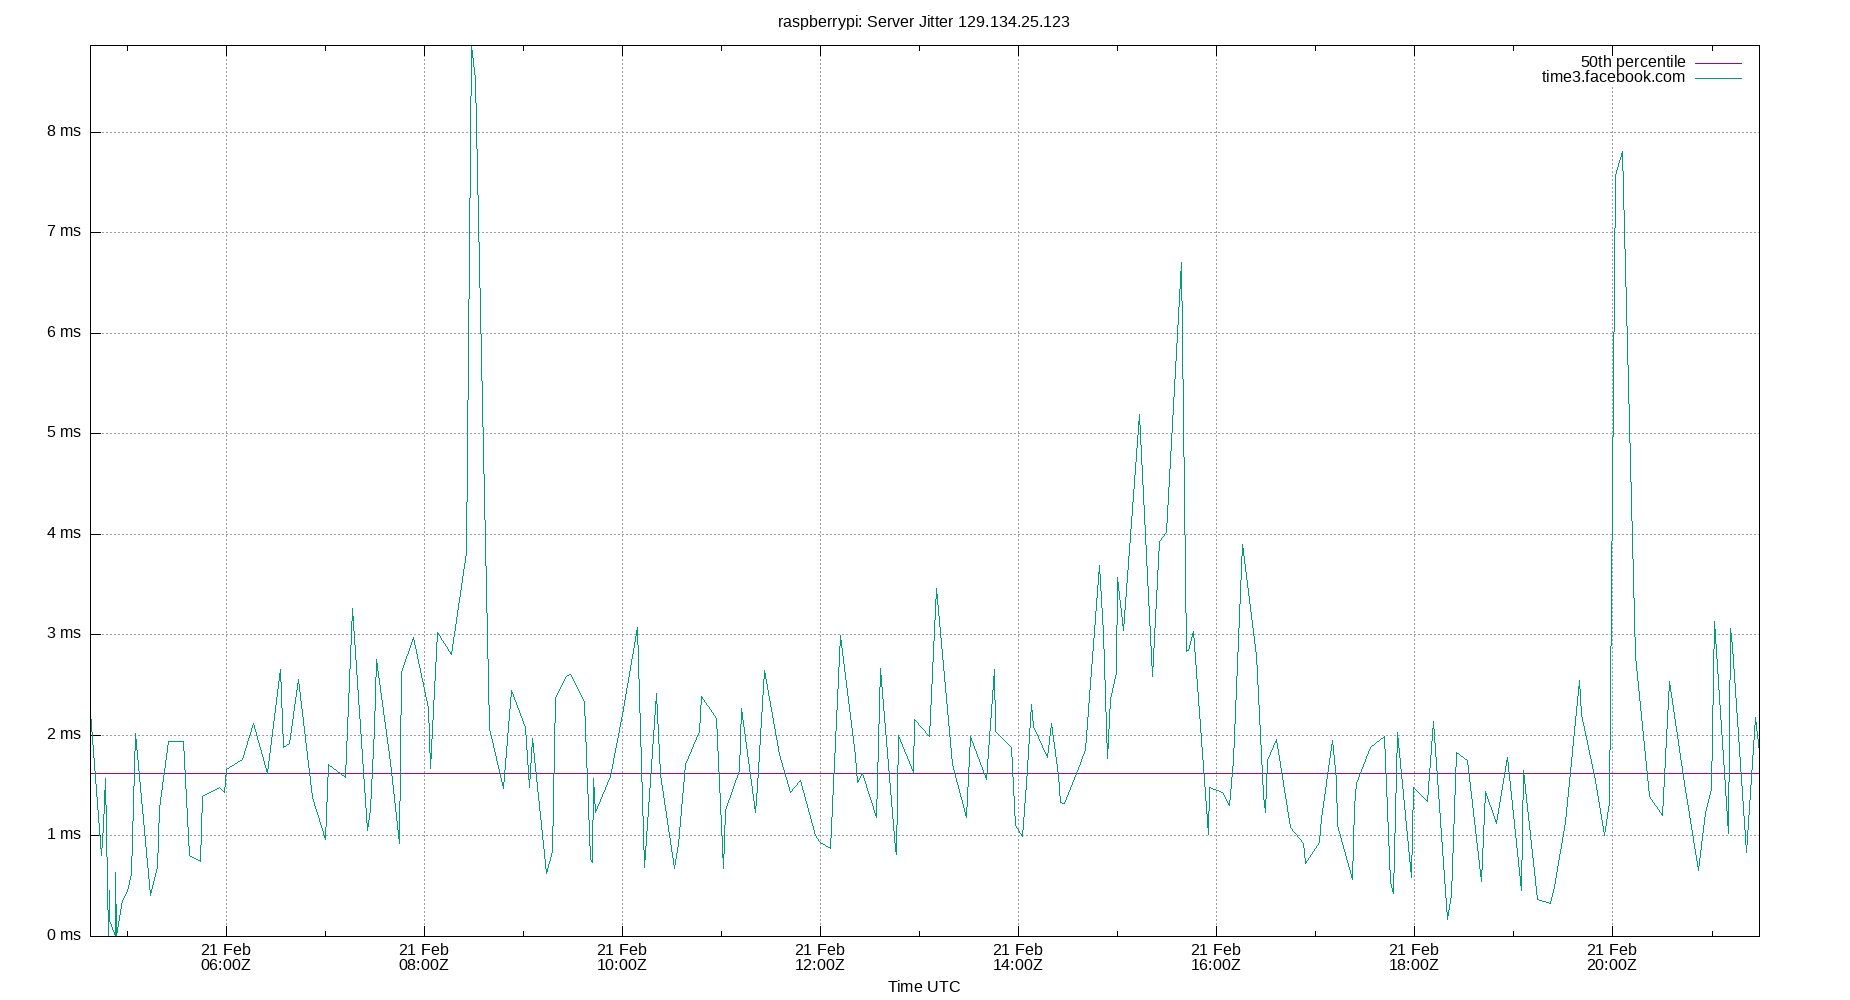 raspberrypi: Server Jitter 129.134.25.123
50th percentile
time3.facebook.com
8 ms
7 ms
6 ms
5 ms
4 ms
3 ms
2 ms
1 ms
0 ms
21 Feb 21 Feb 21 Feb 21 Feb 21 Feb 21 Feb 21 Feb 21 Feb
06:00Z 08:00Z 10:00Z 12:00Z 14:00Z 16:00Z 18:00Z 20:00Z
Time UTC